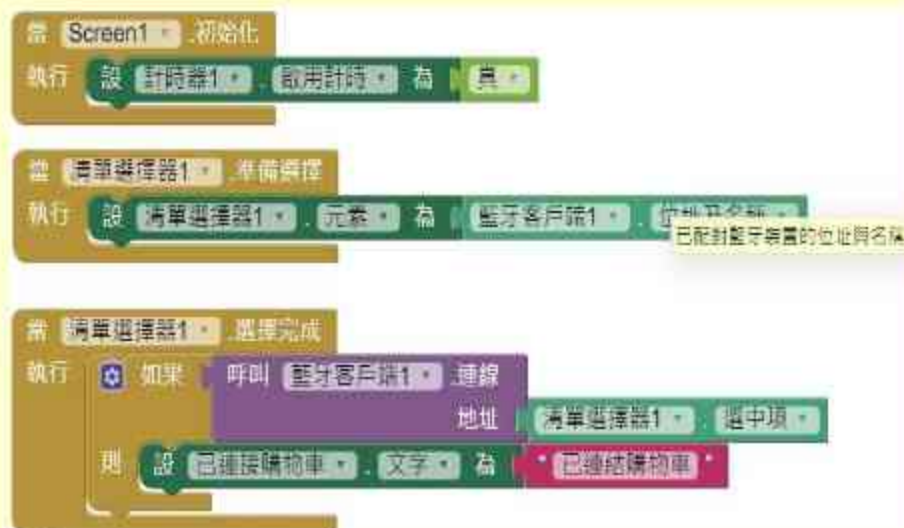 當 Screen1 .初始化
執行 設 計時器1 . 啟用計時 為 真
當 清單選擇器1 .準備選擇
執行 設 清單選擇器1 . 元素 為 藍牙客戶端1 . 位址及名稱
已配對藍牙裝置的位址與名稱
當 清單選擇器1 .選擇完成
執行 如果 呼叫 藍牙客戶端1 .連線
地址 清單選擇器1 . 選中項
則 設 已連接購物車 . 文字 為 " 已連結購物車 "